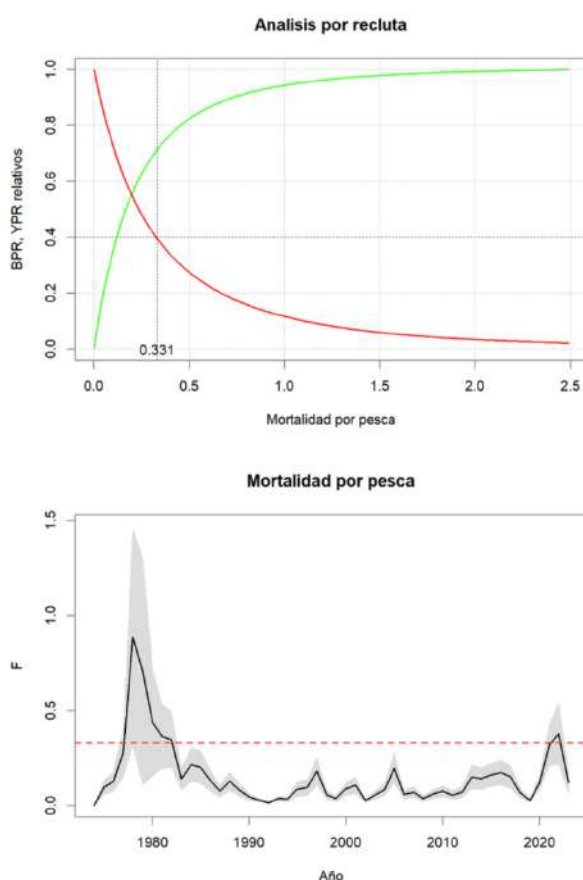 Analisis por recluta
BPR, YPR relativos
1.0
0.8
0.6
0.4
0.2
0.0
0.331
0.0 0.5 1.0 1.5 2.0 2.5
Mortalidad por pesca
Mortalidad por pesca
F
1.5
1.0
0.5
0.0
1980 1990 2000 2010 2020
Año